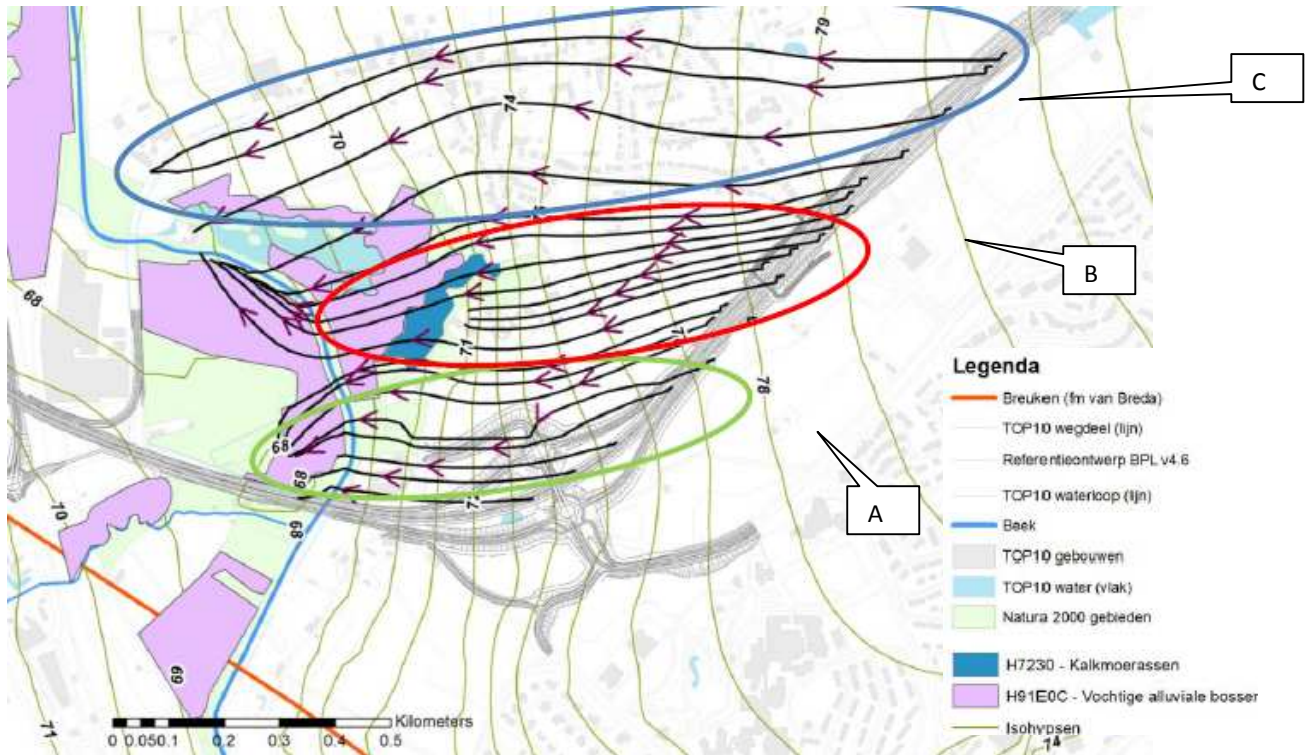 79
C
74
70
B
68
71
78
A
68
68
68
70
69
71
74
Legenda
Breuken (fm van Breda)
TOP10 wegdeel (lijn)
Referentieontwerp BPL v4.6
TOP10 waterloop (lijn)
Beek
TOP10 gebouwen
TOP10 water (vlak)
Natura 2000 gebieden
H7230 - Kalkmoerassen
H91E0C - Vochtige alluviale bosser
Isohypsen
Kilometers
0 0.050.1 0.2 0.3 0.4 0.5